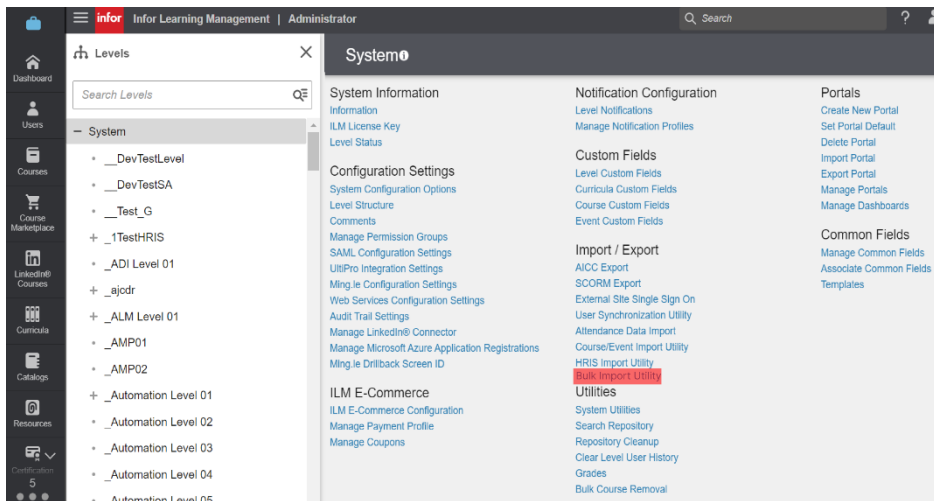 infor Infor Learning Management | Administrator
Search
?
Dashboard
Users
Courses
Course
Marketplace
LinkedIn®
Courses
Curricula
Catalogs
Resources
Certification
5
Levels
Search Levels
System
__DevTestLevel
__DevTestSA
__Test_G
_1TestHRIS
_ADI Level 01
_ajcdr
_ALM Level 01
_AMP01
_AMP02
_Automation Level 01
_Automation Level 02
_Automation Level 03
_Automation Level 04
_Automation Level 05
System
System Information
Information
ILM License Key
Level Status
Configuration Settings
System Configuration Options
Level Structure
Comments
Manage Permission Groups
SAML Configuration Settings
UltiPro Integration Settings
Ming.le Configuration Settings
Web Services Configuration Settings
Audit Trail Settings
Manage LinkedIn® Connector
Manage Microsoft Azure Application Registrations
Ming.le Drillback Screen ID
ILM E-Commerce
ILM E-Commerce Configuration
Manage Payment Profile
Manage Coupons
Notification Configuration
Level Notifications
Manage Notification Profiles
Custom Fields
Level Custom Fields
Curricula Custom Fields
Course Custom Fields
Event Custom Fields
Import / Export
AICC Export
SCORM Export
External Site Single Sign On
User Synchronization Utility
Attendance Data Import
Course/Event Import Utility
HRIS Import Utility
Bulk Import Utility
Utilities
System Utilities
Search Repository
Repository Cleanup
Clear Level User History
Grades
Bulk Course Removal
Portals
Create New Portal
Set Portal Default
Delete Portal
Import Portal
Export Portal
Manage Portals
Manage Dashboards
Common Fields
Manage Common Fields
Associate Common Fields
Templates